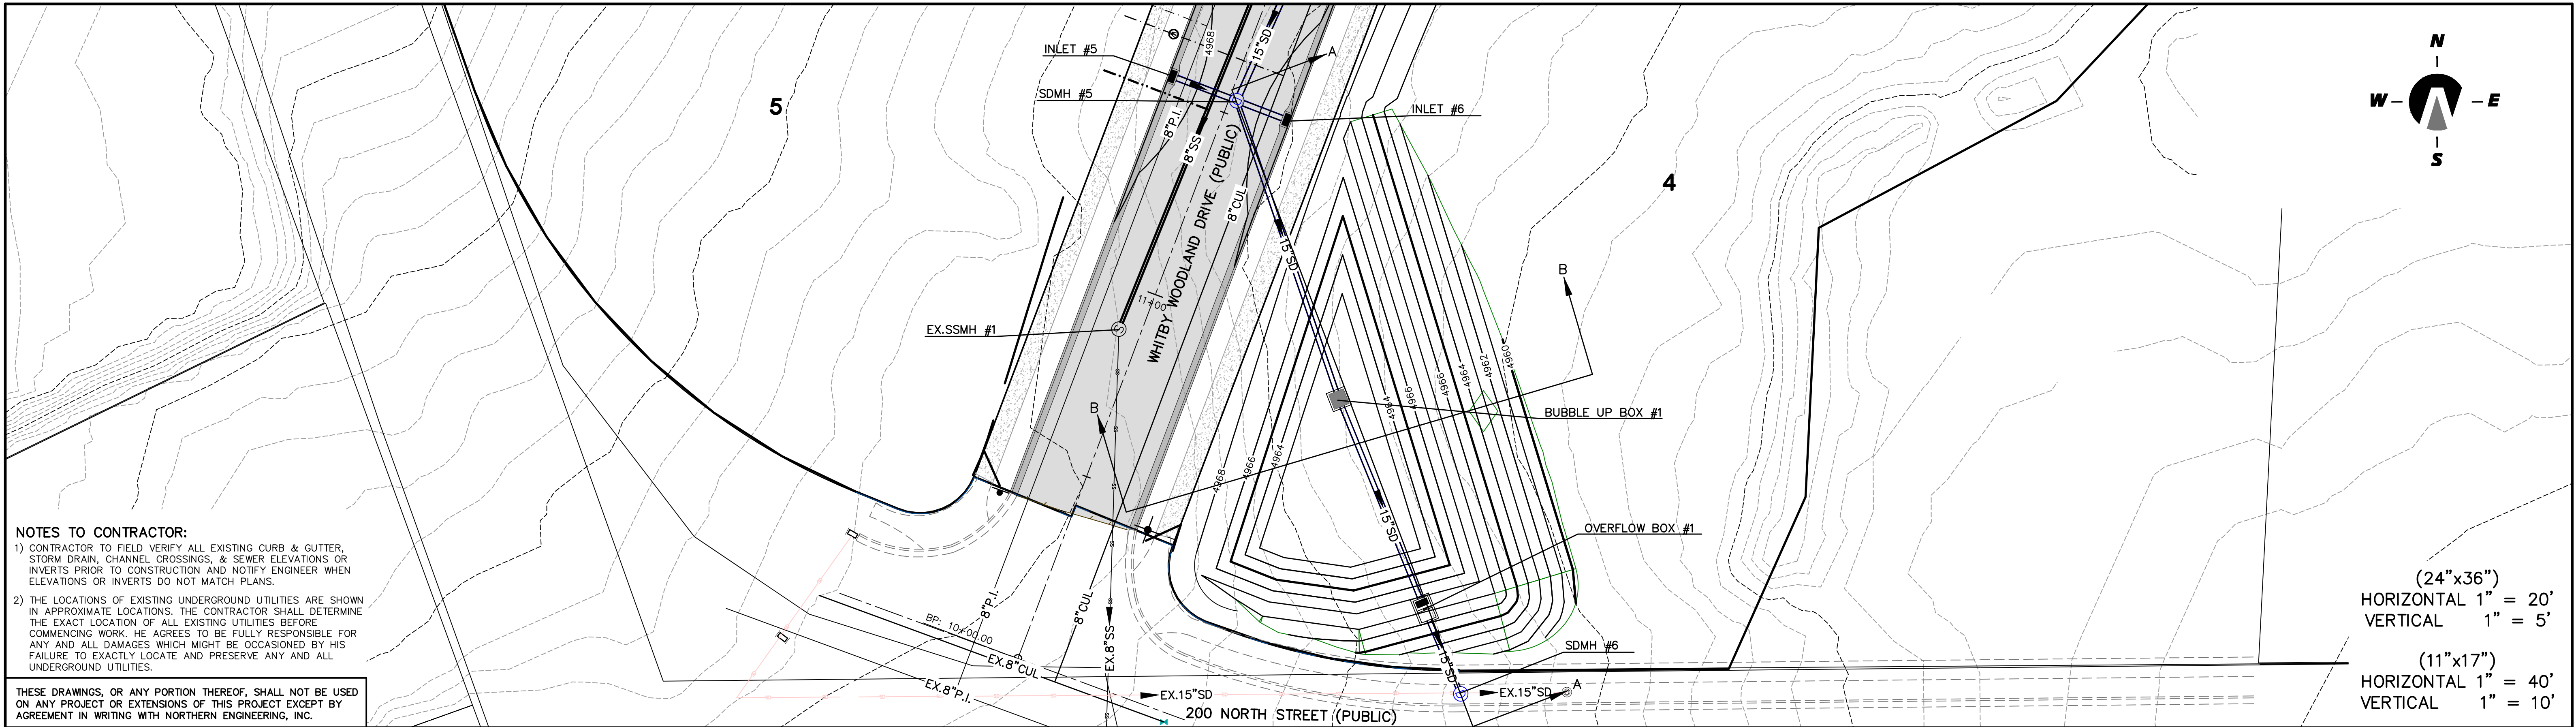 INLET #5
SDMH #5
5
4968
15"SD
A
8"P.I.
8"SS
WHITBY WOODLAND DRIVE (PUBLIC)
8"CUL
INLET #6
4
N
W
E
S
15"SD
11+00
EX.SSMH #1
B
B
4964
4966
4966
4964
4962
4960
BUBBLE UP BOX #1
4968
4966
4964
15"SD
OVERFLOW BOX #1
NOTES TO CONTRACTOR:
1) CONTRACTOR TO FIELD VERIFY ALL EXISTING CURB & GUTTER,
STORM DRAIN, CHANNEL CROSSINGS, & SEWER ELEVATIONS OR
INVERTS PRIOR TO CONSTRUCTION AND NOTIFY ENGINEER WHEN
ELEVATIONS OR INVERTS DO NOT MATCH PLANS.
2) THE LOCATIONS OF EXISTING UNDERGROUND UTILITIES ARE SHOWN
IN APPROXIMATE LOCATIONS. THE CONTRACTOR SHALL DETERMINE
THE EXACT LOCATION OF ALL EXISTING UTILITIES BEFORE
COMMENCING WORK. HE AGREES TO BE FULLY RESPONSIBLE FOR
ANY AND ALL DAMAGES WHICH MIGHT BE OCCASIONED BY HIS
FAILURE TO EXACTLY LOCATE AND PRESERVE ANY AND ALL
UNDERGROUND UTILITIES.
THESE DRAWINGS, OR ANY PORTION THEREOF, SHALL NOT BE USED
ON ANY PROJECT OR EXTENSIONS OF THIS PROJECT EXCEPT BY
AGREEMENT IN WRITING WITH NORTHERN ENGINEERING, INC.
8"P.I.
8"CUL
EX.8"SS
BP: 10+00.00
EX.8"CUL
EX.8"P.I.
SDMH #6
15"SD
EX.15"SD
EX.15"SD
A
200 NORTH STREET (PUBLIC)
(24"x36")
HORIZONTAL 1" = 20'
VERTICAL 1" = 5'
(11"x17")
HORIZONTAL 1" = 40'
VERTICAL 1" = 10'